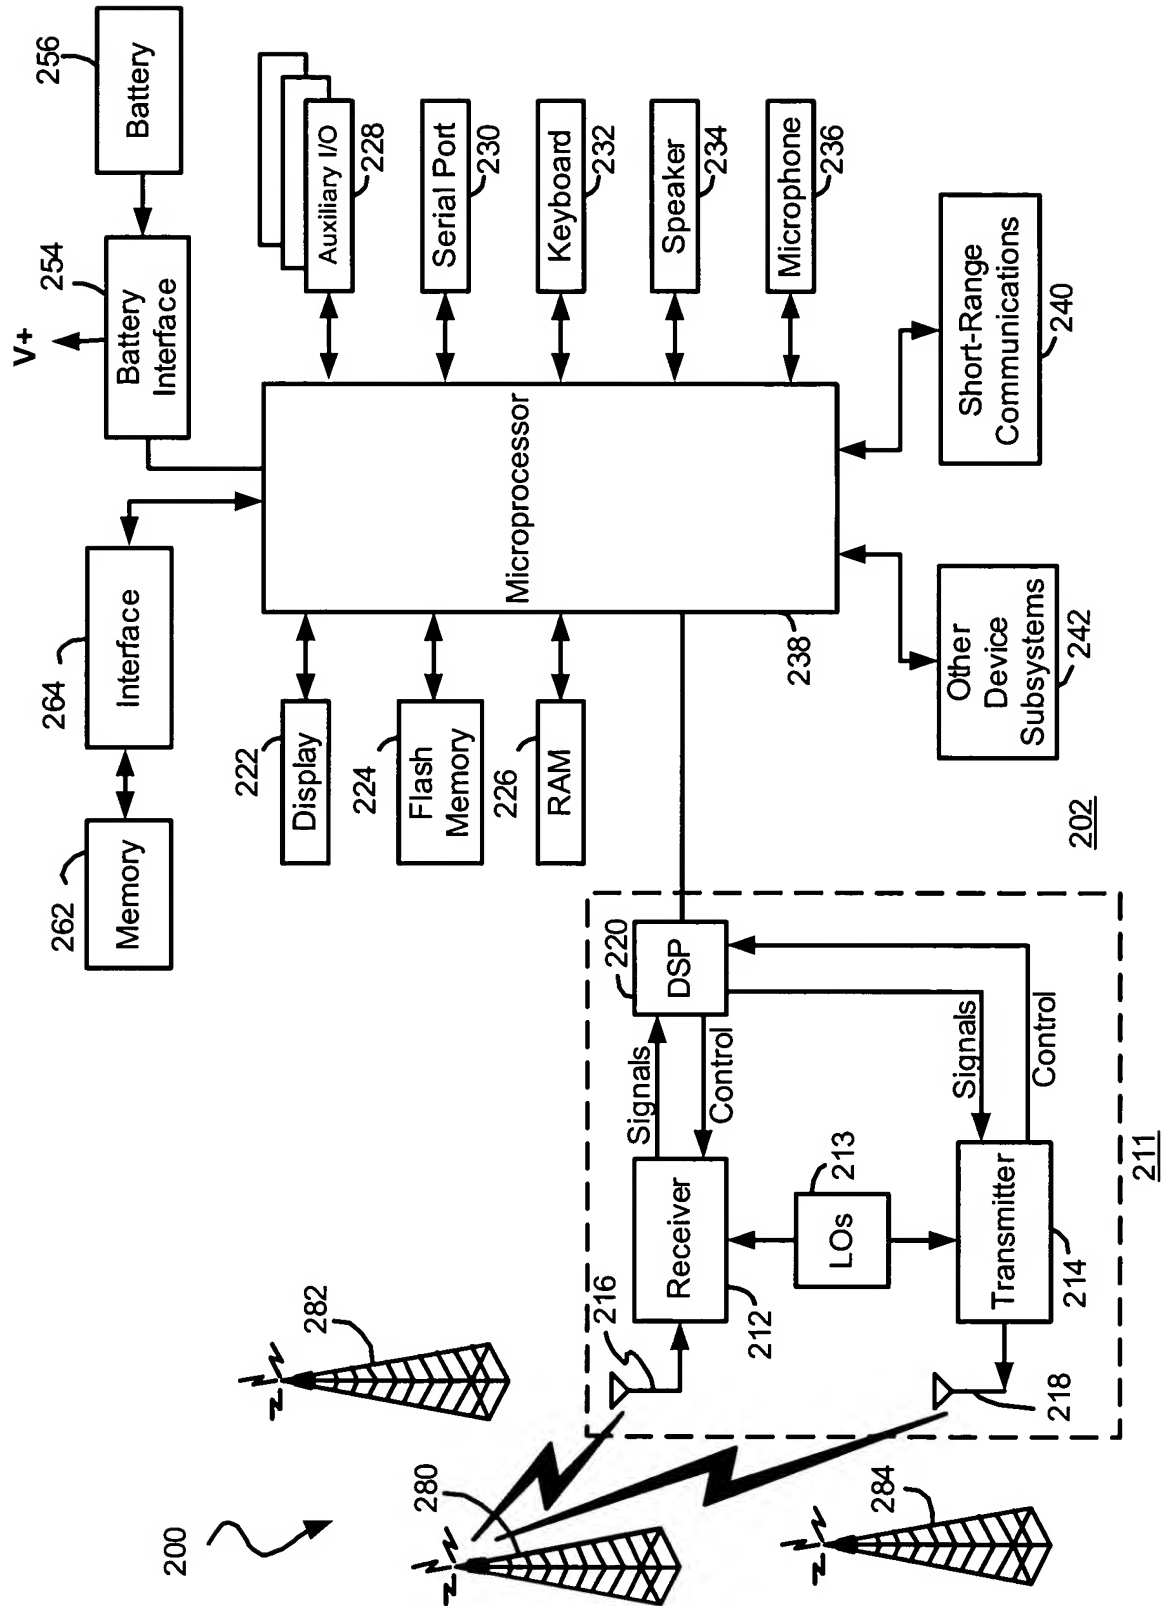 200
282
280
284
216
218
Receiver
212
LOs
213
Transmitter
214
Signals
Control
Signals
Control
DSP
220
211
202
Memory
262
Interface
264
V+
Battery
Interface
254
Battery
256
Display
222
Flash
Memory
224
RAM
226
Microprocessor
238
Auxiliary I/O
228
Serial Port
230
Keyboard
232
Speaker
234
Microphone
236
Other
Device
Subsystems
242
Short-Range
Communications
240